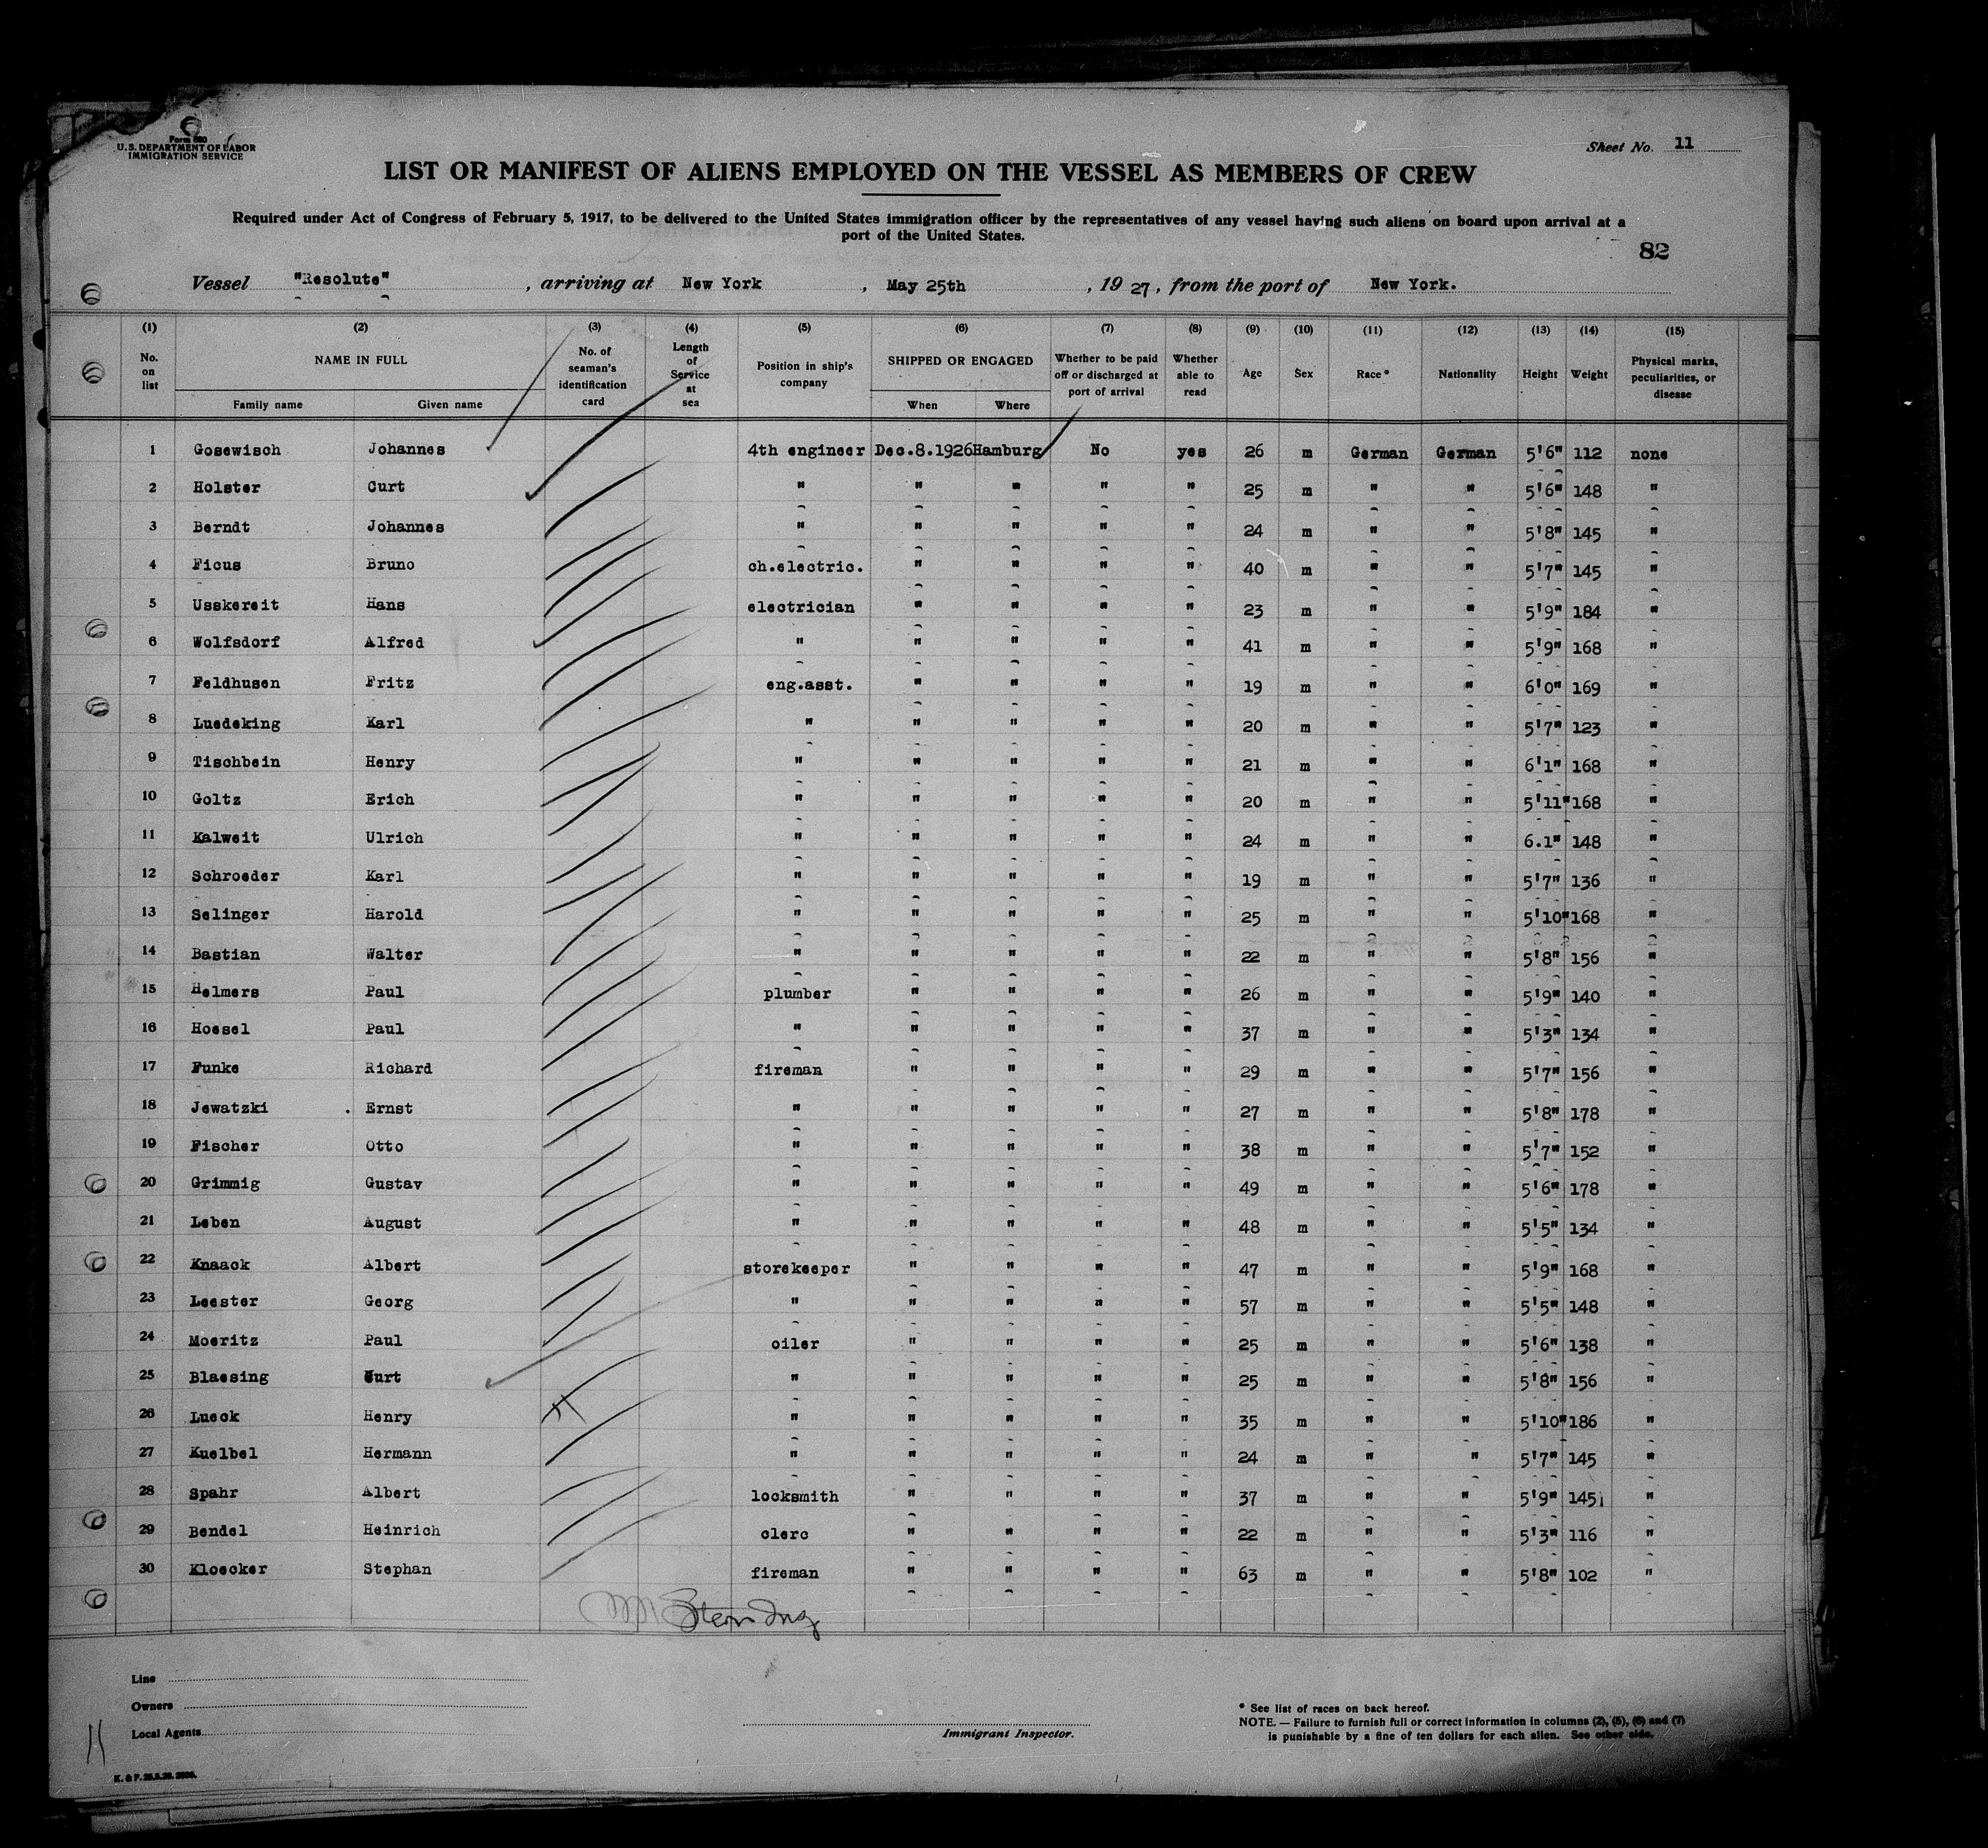 Form 680
U.S. DEPARTMENT OF LABOR
IMMIGRATION SERVICE
Sheet No. 11
LIST OR MANIFEST OF ALIENS EMPLOYED ON THE VESSEL AS MEMBERS OF CREW
Required under Act of Congress of February 5, 1917, to be delivered to the United States immigration officer by the representatives of any vessel having such aliens on board upon arrival at a
port of the United States.
82
Vessel "Resolute", arriving at New York, May 25th, 19 27, from the port of New York.
(1) (2) (3) (4) (5) (6) (7) (8) (9) (10) (11) (12) (13) (14) (15)
No. on list NAME IN FULL Family name Given name No. of seaman's identification card Length of Service at sea Position in ship's company SHIPPED OR ENGAGED When Where Whether to be paid off or discharged at port of arrival Whether able to read Age Sex Race* Nationality Height Weight Physical marks, peculiarities, or disease
1 Gosewisch Johannes 4th engineer Dec.8.1926 Hamburg No yes 26 m German German 5'6" 112 none
2 Holster Curt " " " " " 25 m " " 5'6" 148 "
3 Berndt Johannes " " " " " 24 m " " 5'8" 145 "
4 Ficus Bruno ch.electric. " " " " 40 m " " 5'7" 145 "
5 Usskereit Hans electrician " " " " 23 m " " 5'9" 184 "
6 Wolfsdorf Alfred " " " " " 41 m " " 5'9" 168 "
7 Feldhusen Fritz eng.asst. " " " " 19 m " " 6'0" 169 "
8 Luedeking Karl " " " " " 20 m " " 5'7" 123 "
9 Tischbein Henry " " " " " 21 m " " 6'1" 168 "
10 Goltz Erich " " " " " 20 m " " 5'11" 168 "
11 Kalweit Ulrich " " " " " 24 m " " 6.1" 148 "
12 Schroeder Karl " " " " " 19 m " " 5'7" 136 "
13 Selinger Harold " " " " " 25 m " " 5'10" 168 "
14 Bastian Walter " " " " " 22 m " " 5'8" 156 "
15 Helmers Paul plumber " " " " 26 m " " 5'9" 140 "
16 Hoesel Paul " " " " " 37 m " " 5'3" 134 "
17 Funke Richard fireman " " " " 29 m " " 5'7" 156 "
18 Jewatzki . Ernst " " " " " 27 m " " 5'8" 178 "
19 Fischer Otto " " " " " 38 m " " 5'7" 152 "
20 Grimmig Gustav " " " " " 49 m " " 5'6" 178 "
21 Leben August " " " " " 48 m " " 5'5" 134 "
22 Knaack Albert storekeeper " " " " 47 m " " 5'9" 168 "
23 Leester Georg " " " " " 57 m " " 5'5" 148 "
24 Moeritz Paul oiler " " " " 25 m " " 5'6" 138 "
25 Blaesing Curt " " " " " 25 m " " 5'8" 156 "
26 Lueck Henry " " " " " 35 m " " 5'10" 186 "
27 Kuelbel Hermann " " " " " 24 m " " 5'7" 145 "
28 Spahr Albert locksmith " " " " 37 m " " 5'9" 145 "
29 Bendel Heinrich clerc " " " " 22 m " " 5'3" 116 "
30 Kloecker Stephan fireman " " " " 63 m " " 5'8" 102 "
Line
Owners
Local Agents
Immigrant Inspector.
* See list of races on back hereof.
NOTE. — Failure to furnish full or correct information in columns (2), (5), (6) and (7)
is punishable by a fine of ten dollars for each alien. See other side.